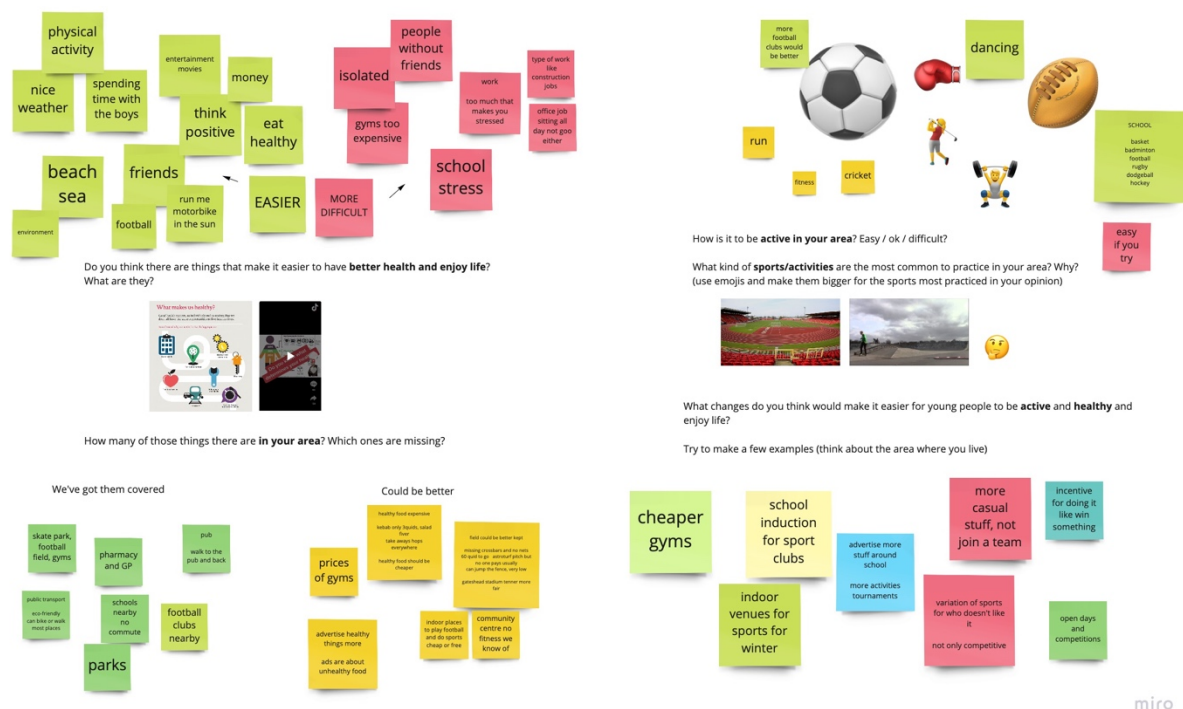 physical
activity
nice
weather
spending
time with
the boys
entertainment
movies
money
think
positive
eat
healthy
beach
sea
friends
environment
football
run me
motorbike
in the sun
EASIER
MORE
DIFFICULT
isolated
people
without
friends
gyms too
expensive
work
too much that
makes you
stressed
type of work
like
construction
jobs
office job
sitting all
day not goo
either
school
stress
Do you think there are things that make it easier to have better health and enjoy life?
What are they?
What makes us healthy?
How many of those things there are in your area? Which ones are missing?
We've got them covered
skate park,
football
field, gyms
pharmacy
and GP
pub
walk to the
pub and back
public transport
eco-friendly
can bike or walk
most places
schools
nearby
no
commute
football
clubs
nearby
parks
Could be better
prices
of gyms
healthy food expensive
kebab only liquids, salad
fiver
take aways hops
everywhere
healthy food should be
cheaper
field could be better kept
missing crossbars and no nets
can jump the fence, very low
gateshead stadium tenner more
advertise healthy
things more
ads are about
unhealthy food
indoor places
to play football
and do sports
cheap or free
community
centre no
fitness we
know of
more
football
clubs would
be better
dancing
run
fitness
cricket
SCHOOL
basket
badminton
football
rugby
dodgeball
hockey
easy
if you
try
How is it to be active in your area? Easy / ok / difficult?
What kind of sports/activities are the most common to practice in your area? Why?
(use emojis and make them bigger for the sports most practiced in your opinion)
What changes do you think would make it easier for young people to be active and healthy and
enjoy life?
Try to make a few examples (think about the area where you live)
cheaper
gyms
school
induction
for sport
clubs
indoor
venues for
sports for
winter
advertise more
stuff around
school
more activities
tournaments
more
casual
stuff, not
join a team
incentive
for doing it
like win
something
variation of sports
for who doesn't like
it
not only competitive
open days
and
competitions
miro